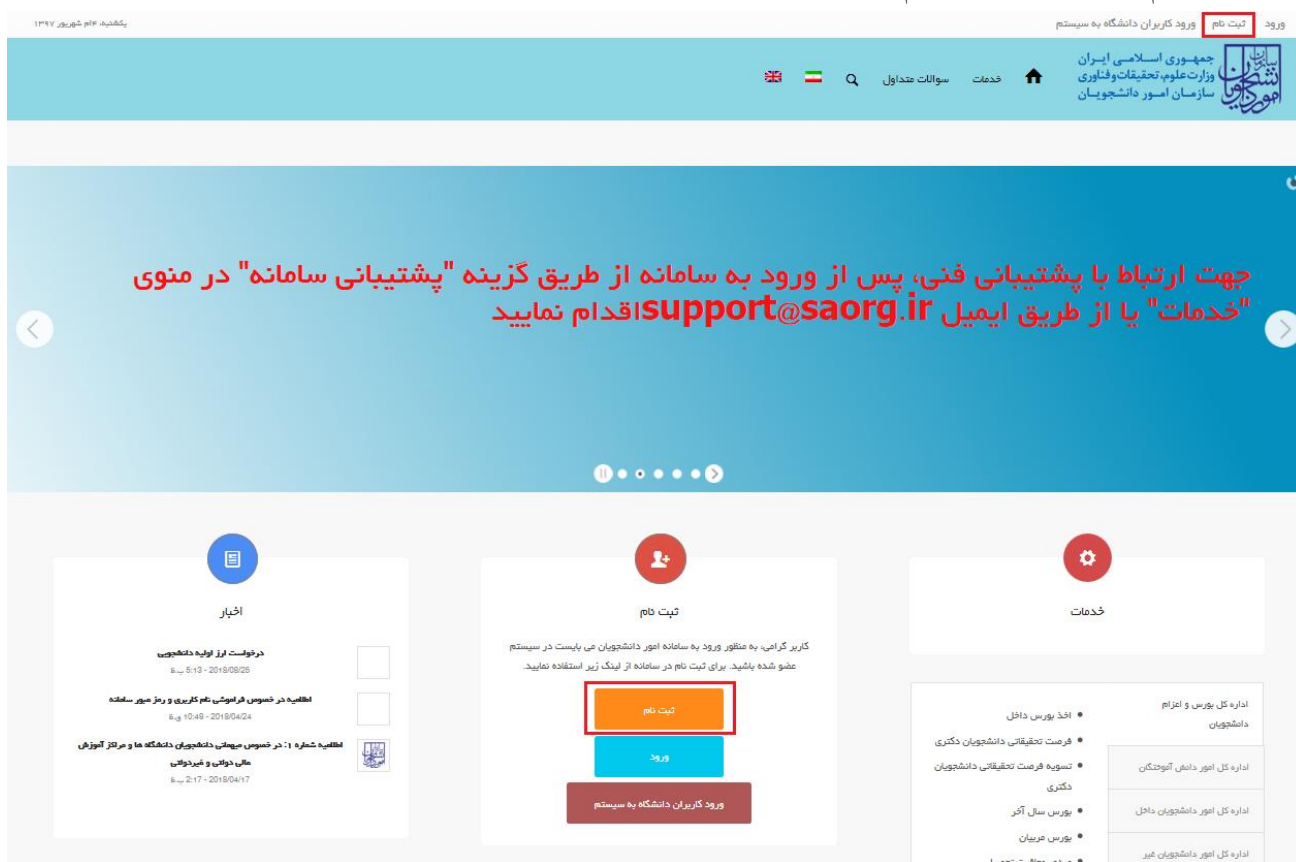 ورود ثبت نام ورود کاربران دانشگاه به سیستم
یکشنبه، ۴ام شهریور ۱۳۹۷
جمهوری اسلامی ایران
وزارت علوم، تحقیقات و فناوری
سازمان امور دانشجویان
خدمات سوالات متداول
جهت ارتباط با پشتیبانی فنی، پس از ورود به سامانه از طریق گزینه "پشتیبانی سامانه" در منوی
"خدمات" یا از طریق ایمیل support@saorg.ir اقدام نمایید
خدمات
اداره کل بورس و اعزام
دانشجویان
اداره کل امور دانش آموختگان
اداره کل امور دانشجویان داخل
اداره کل امور دانشجویان غیر
اخذ بورس داخل
فرصت تحقیقاتی دانشجویان دکتری
تسویه فرصت تحقیقاتی دانشجویان
دکتری
بورس سال آخر
بورس مربیان
ثبت نام
کاربر گرامی، به منظور ورود به سامانه امور دانشجویان می بایست در سیستم
عضو شده باشید. برای ثبت نام در سامانه از لینک زیر استفاده نمایید.
ثبت نام
ورود
ورود کاربران دانشگاه به سیستم
اخبار
درخواست ارز اولیه دانشجویی
2018/08/26 - 5:13 ب.ظ
اطلاعیه در خصوص فراموشی نام کاربری و رمز عبور سامانه
2018/04/24 - 10:49 ق.ظ
اطلاعیه شماره ۱: در خصوص میهمانی دانشجویان دانشگاه ها و مراکز آموزش
عالی دولتی و غیردولتی
2018/04/17 - 2:17 ب.ظ